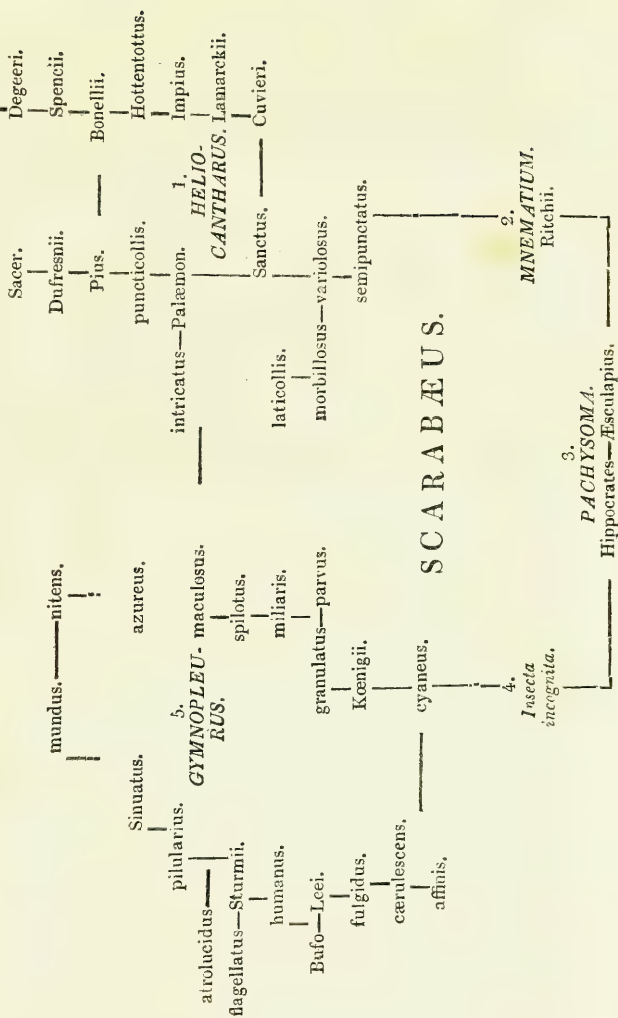 Degeeri.
Sacer.
Spencii.
Dufresnii.
Bonellii.
Pius.
mundus.—nitens.
Hottentottus.
puncticollis.
Sinuatus.
azureus.
Impius.
1.
intricatus—Palæmon.
HELIO-
CANTHARUS.
Lamarckii.
pilularius.
5.
GYMNOPLEU-
RUS.
maculosus.
Sanctus.
Cuvieri.
atrolucidus
spilotus.
laticollis.
flagellatus—Sturmii.
miliaris.
morbillosus—variolosus.
humanus.
granulatus—parvus.
semipunctatus.
Bufo—Leei.
Kœnigii.
fulgidus.
cyaneus.
SCARABÆUS.
cærulescens.
affinis.
4.
Insecta
incognita.
2.
MNEMATIUM.
Ritchii.
3.
PACHYSOMA.
Hippocrates—Æsculapius.